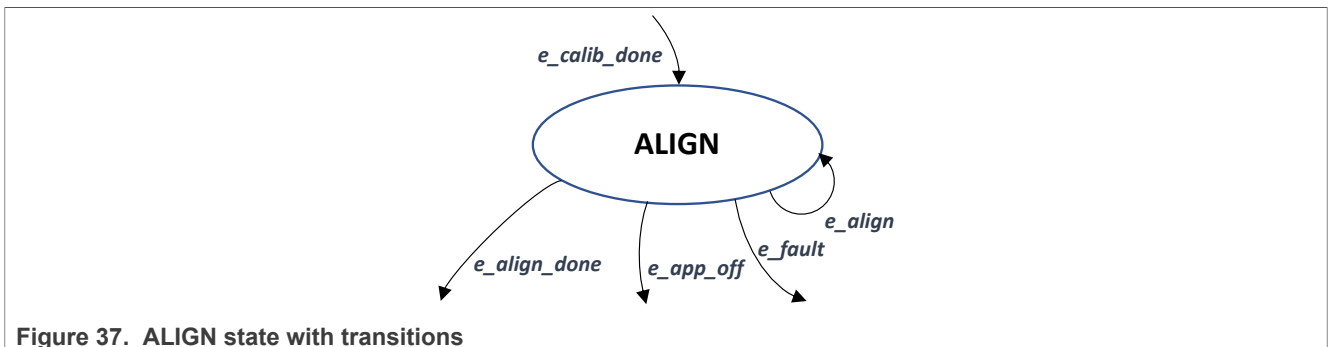 e_calib_done
ALIGN
e_align
e_fault
e_align_done
e_app_off
Figure 37. ALIGN state with transitions